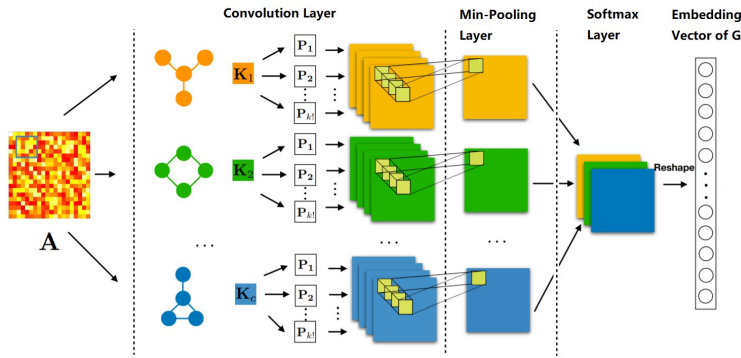 Convolution Layer
Min-Pooling
Layer
Softmax
Layer
Embedding
Vector of G
A
K₁
P₁
P₂
⋮ ⋮
Pₖ!
K₂
P₁
P₂
⋮ ⋮
Pₖ!
...
...
...
K꜀
P₁
P₂
⋮ ⋮
Pₖ!
Reshape